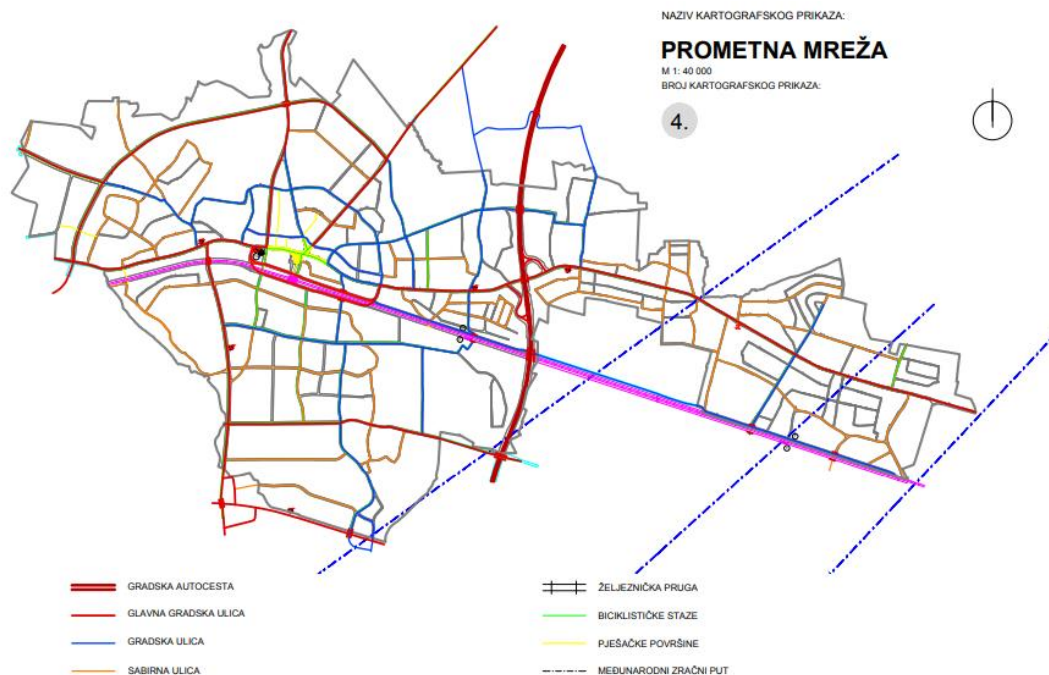 NAZIV KARTOGRAFSKOG PRIKAZA:
PROMETNA MREŽA
M 1: 40 000
BROJ KARTOGRAFSKOG PRIKAZA:
4.
GRADSKA AUTOCESTA
GLAVNA GRADSKA ULICA
GRADSKA ULICA
SABIRNA ULICA
ŽELJEZNIČKA PRUGA
BICIKLISTIČKE STAZE
PJEŠAČKE POVRŠINE
MEĐUNARODNI ZRAČNI PUT